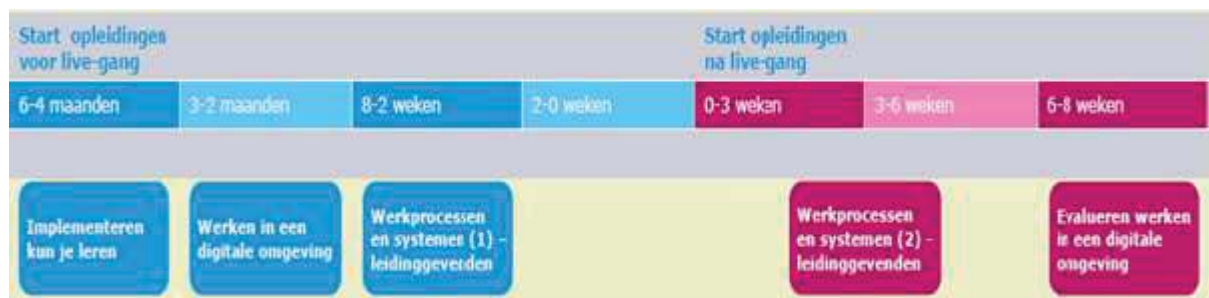 Start opleidingen
voor live-gang
Start opleidingen
na live-gang
6-4 maanden
3-2 maanden
8-2 weken
2-0 weken
0-3 weken
3-6 weken
6-8 weken
Implementeren
kun je leren
Werken in een
digitale omgeving
Werkprocessen
en systemen (1) –
leidinggevenden
Werkprocessen
en systemen (2) –
leidinggevenden
Evalueren werken
in een digitale
omgeving